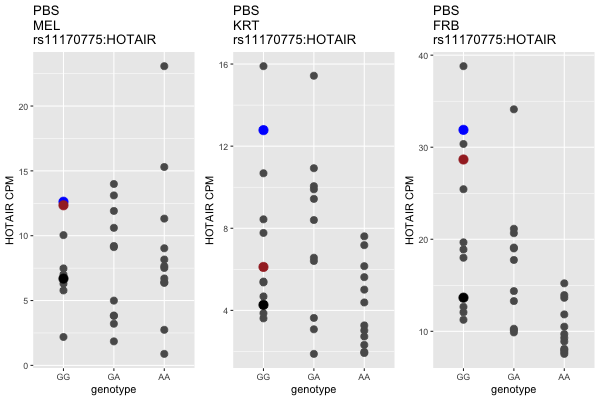 PBS
MEL
rs11170775:HOTAIR
HOTAIR CPM
20
15
10
5
0
GG GA AA
genotype
PBS
KRT
rs11170775:HOTAIR
HOTAIR CPM
16
12
8
4
GG GA AA
genotype
PBS
FRB
rs11170775:HOTAIR
HOTAIR CPM
40
30
20
10
GG GA AA
genotype